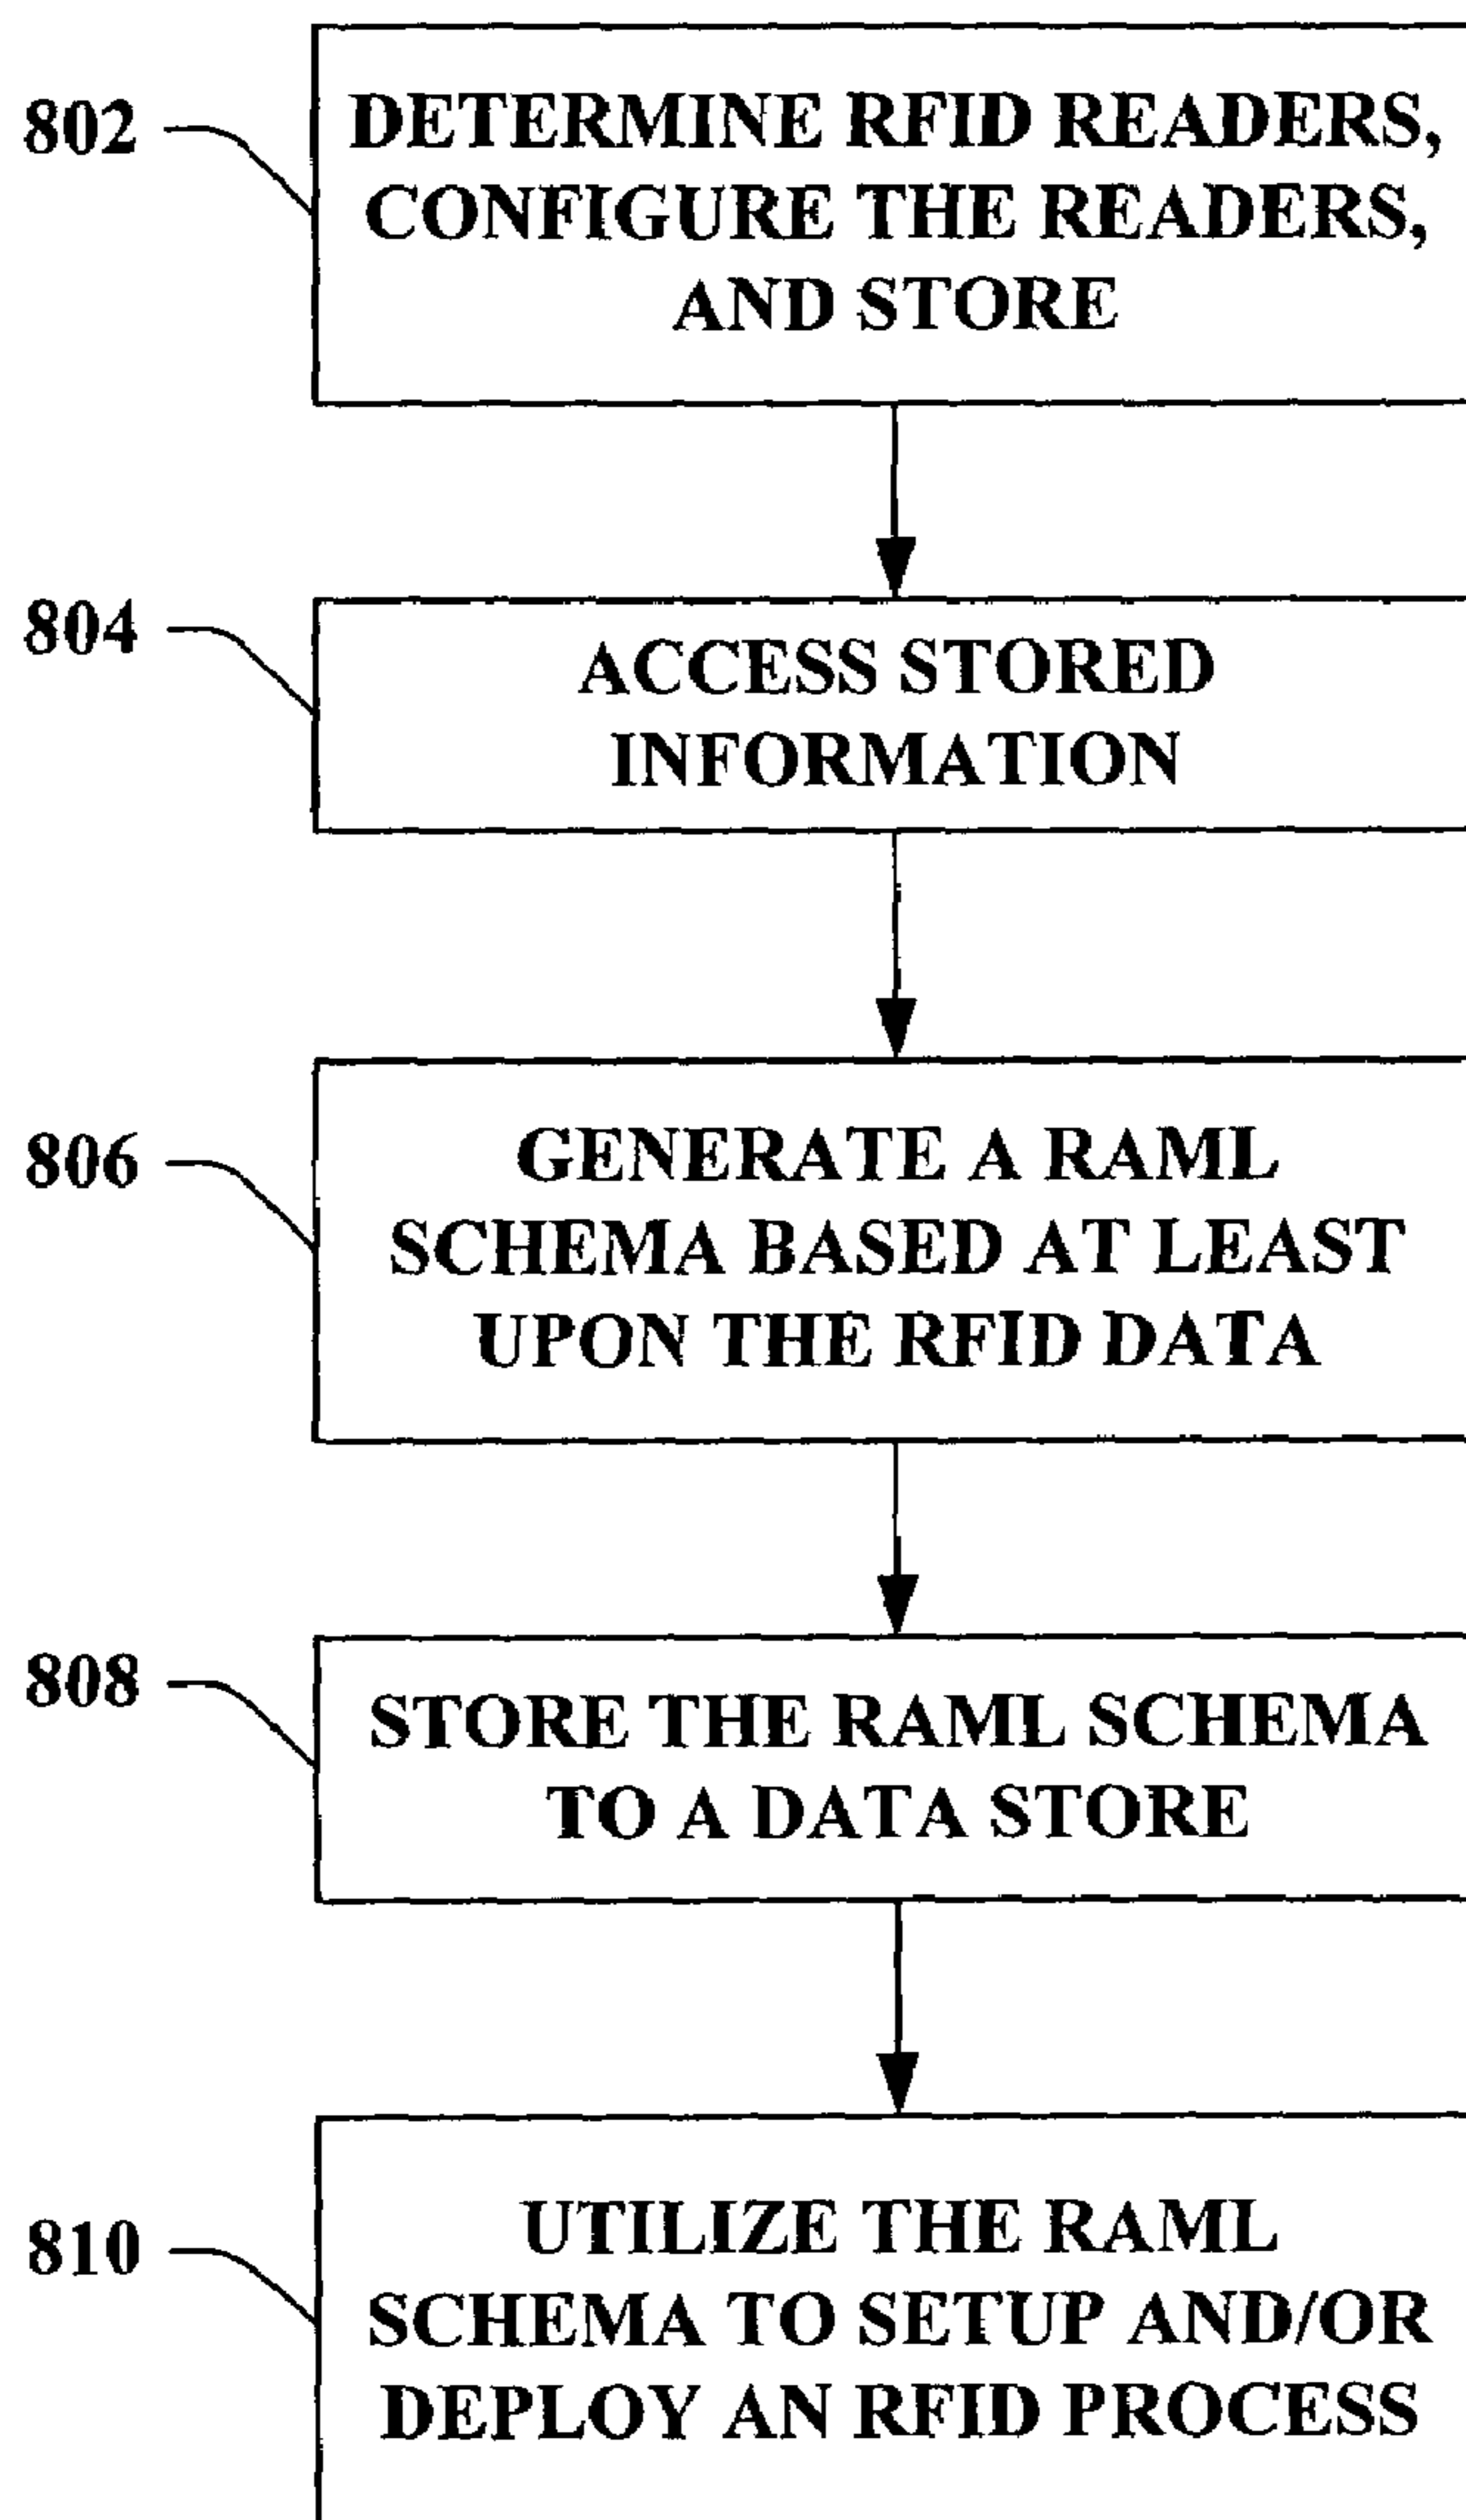 802
DETERMINE RFID READERS,
CONFIGURE THE READERS,
AND STORE
804
ACCESS STORED
INFORMATION
806
GENERATE A RAML
SCHEMA BASED AT LEAST
UPON THE RFID DATA
808
STORE THE RAML SCHEMA
TO A DATA STORE
810
UTILIZE THE RAML
SCHEMA TO SETUP AND/OR
DEPLOY AN RFID PROCESS